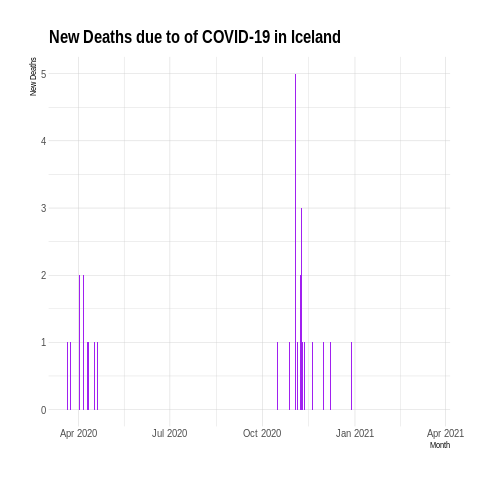 New Deaths due to of COVID-19 in Iceland
New Deaths
5
4
3
2
1
0
Apr 2020
Jul 2020
Oct 2020
Jan 2021
Apr 2021
Month